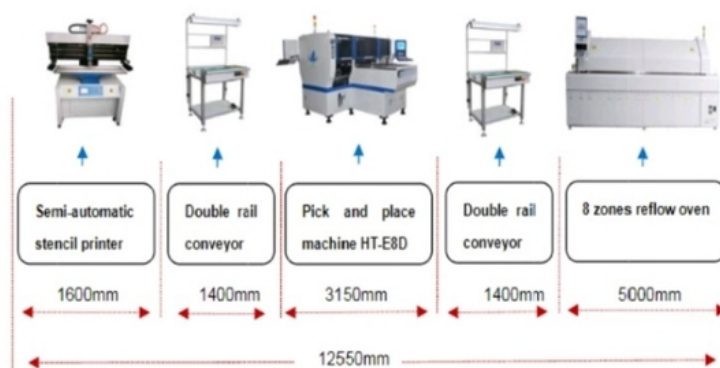 Semi-automatic
stencil printer
Double rail
conveyor
Pick and place
machine HT-E8D
Double rail
conveyor
8 zones reflow oven
1600mm
1400mm
3150mm
1400mm
5000mm
12550mm